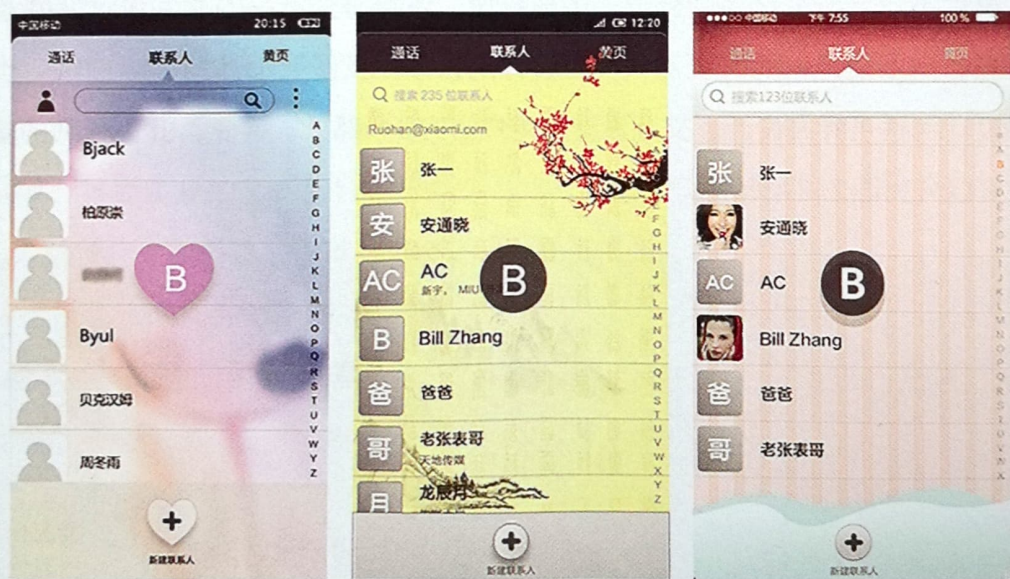 中国移动 20:15
通话 联系人 黄页
A
B
C
D
E
F
G
H
I
J
K
L
M
N
O
P
Q
R
S
T
U
V
W
Y
Z
Bjack
柏原崇
B
Byul
贝克汉姆
周冬雨
新建联系人
12:20
通话 联系人 黄页
搜索 235 位联系人
Ruohan@xiaomi.com
张 张一
安 安通晓
AC AC
新宇， MIU
B
B Bill Zhang
爸 爸爸
哥 老张表哥
天地传媒
月 龙辰月
F
G
H
I
J
K
L
M
N
O
P
Q
R
S
T
U
V
W
X
Y
Z
新建联系人
中国移动 下午 7:55 100 %
通话 联系人 黄页
搜索123位联系人
张 张一
安通晓
AC AC
B
Bill Zhang
爸 爸爸
哥 老张表哥
A
B
C
D
E
F
G
H
I
J
K
L
M
N
O
P
Q
R
S
T
U
V
W
X
新建联系人